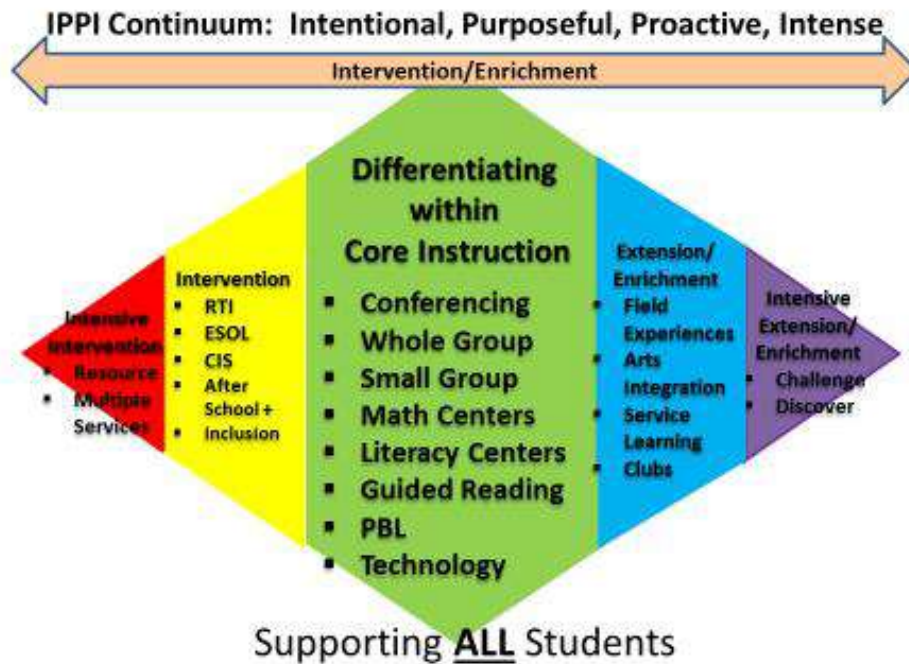 IPPI Continuum: Intentional, Purposeful, Proactive, Intense
Intervention/Enrichment
Intensive
Intervention
▪ Resource
▪ Multiple
Services
Intervention
▪ RTI
▪ ESOL
▪ CIS
▪ After
School +
▪ Inclusion
Differentiating
within
Core Instruction
▪ Conferencing
▪ Whole Group
▪ Small Group
▪ Math Centers
▪ Literacy Centers
▪ Guided Reading
▪ PBL
▪ Technology
Extension/
Enrichment
▪ Field
Experiences
▪ Arts
Integration
▪ Service
Learning
▪ Clubs
Intensive
Extension/
Enrichment
▪ Challenge
▪ Discover
Supporting ALL Students